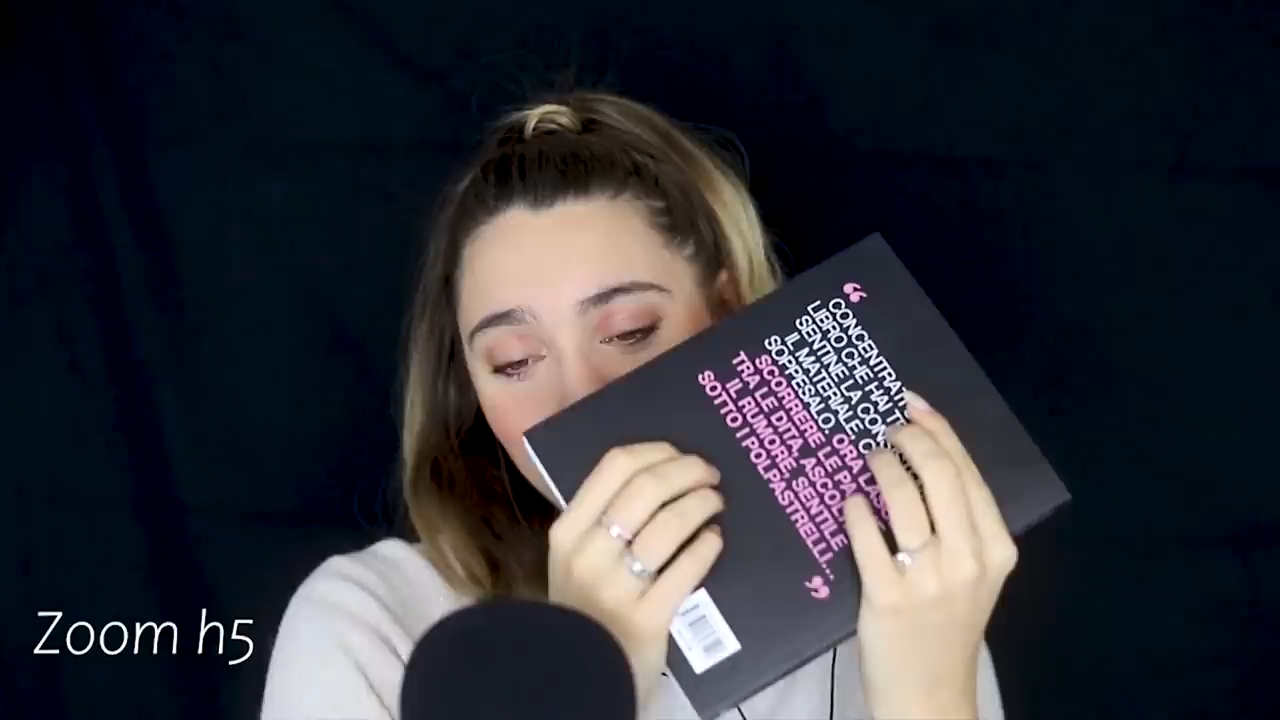 “
CONCENTRATI
LIBRO CHE HAI
SENTINE LA
IL MATERIALE
SOPPESALO. ORA
SCORRERE LE
TRA LE DITA,
IL RUMORE, SENTILE
SOTTO I POLPASTRELLI...
”
Zoom h5